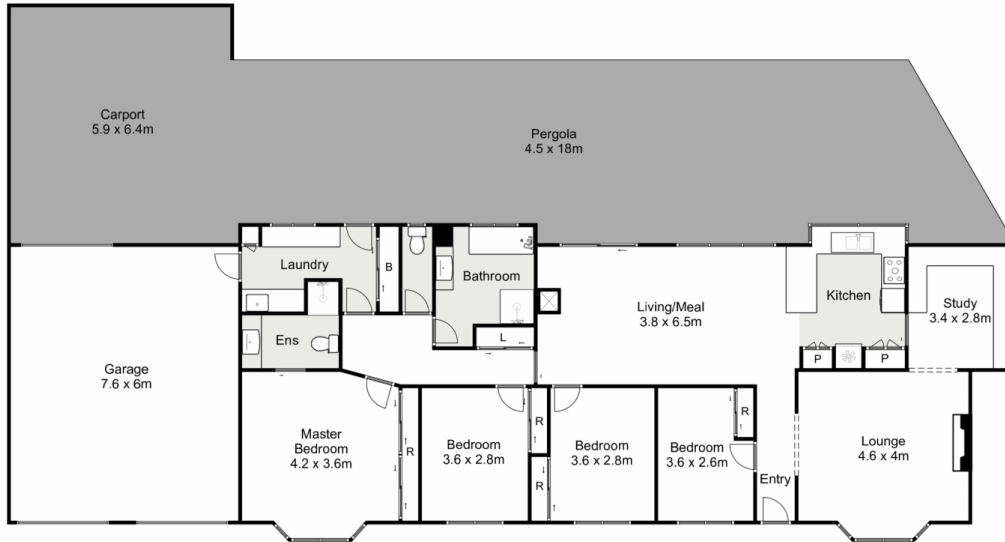 Carport
5.9 x 6.4m
Pergola
4.5 x 18m
Laundry
B
Bathroom
Living/Meal
3.8 x 6.5m
Kitchen
Study
3.4 x 2.8m
Ens
L
P
P
Garage
7.6 x 6m
Master
Bedroom
4.2 x 3.6m
R
Bedroom
3.6 x 2.8m
R
R
Bedroom
3.6 x 2.8m
Bedroom
3.6 x 2.6m
R
Entry
Lounge
4.6 x 4m